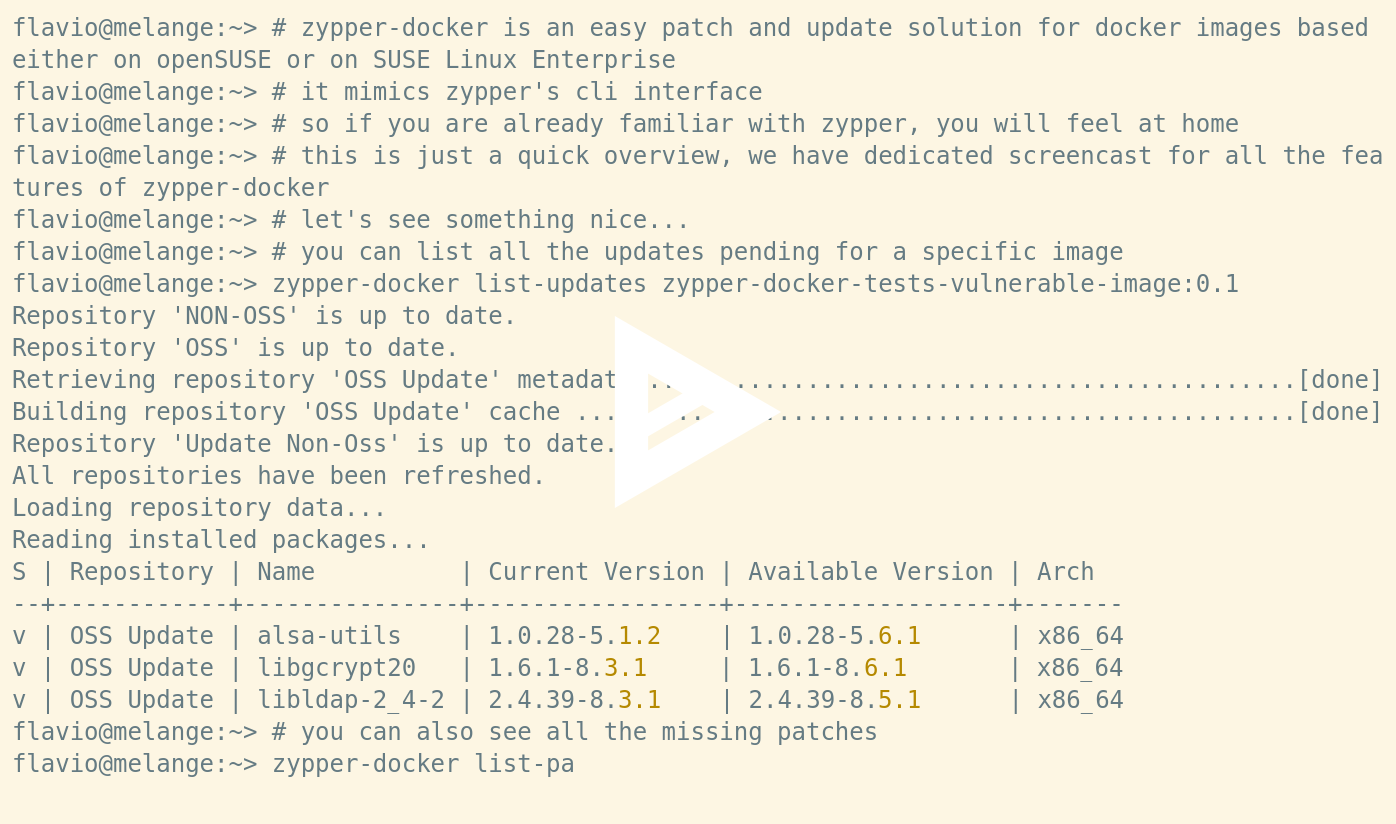 flavio@melange:~> # zypper-docker is an easy patch and update solution for docker images based
either on openSUSE or on SUSE Linux Enterprise
flavio@melange:~> # it mimics zypper's cli interface
flavio@melange:~> # so if you are already familiar with zypper, you will feel at home
flavio@melange:~> # this is just a quick overview, we have dedicated screencast for all the fea
tures of zypper-docker
flavio@melange:~> # let's see something nice...
flavio@melange:~> # you can list all the updates pending for a specific image
flavio@melange:~> zypper-docker list-updates zypper-docker-tests-vulnerable-image:0.1
Repository 'NON-OSS' is up to date.
Repository 'OSS' is up to date.
Retrieving repository 'OSS Update' metadat .............................................[done]
Building repository 'OSS Update' cache ..................................................[done]
Repository 'Update Non-Oss' is up to date.
All repositories have been refreshed.
Loading repository data...
Reading installed packages...
S | Repository | Name          | Current Version | Available Version | Arch
--+------------+---------------+-----------------+-------------------+-------
v | OSS Update | alsa-utils    | 1.0.28-5.1.2    | 1.0.28-5.6.1      | x86_64
v | OSS Update | libgcrypt20   | 1.6.1-8.3.1     | 1.6.1-8.6.1       | x86_64
v | OSS Update | libldap-2_4-2 | 2.4.39-8.3.1    | 2.4.39-8.5.1      | x86_64
flavio@melange:~> # you can also see all the missing patches
flavio@melange:~> zypper-docker list-pa